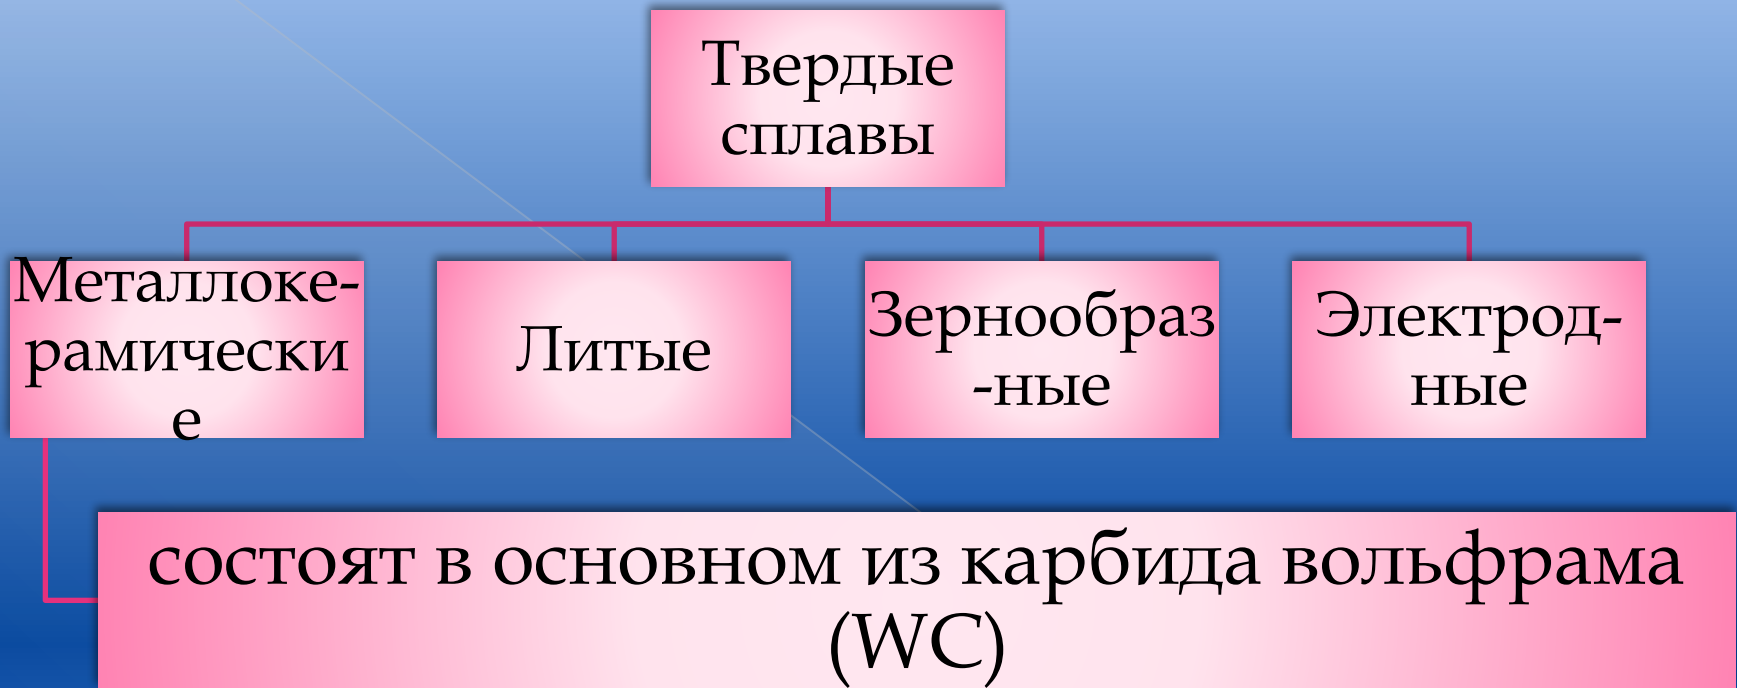 Твердые
сплавы
Металлоке-
рамически
е
Литые
Зернообраз
-ные
Электрод-
ные
состоят в основном из карбида вольфрама
(WC)